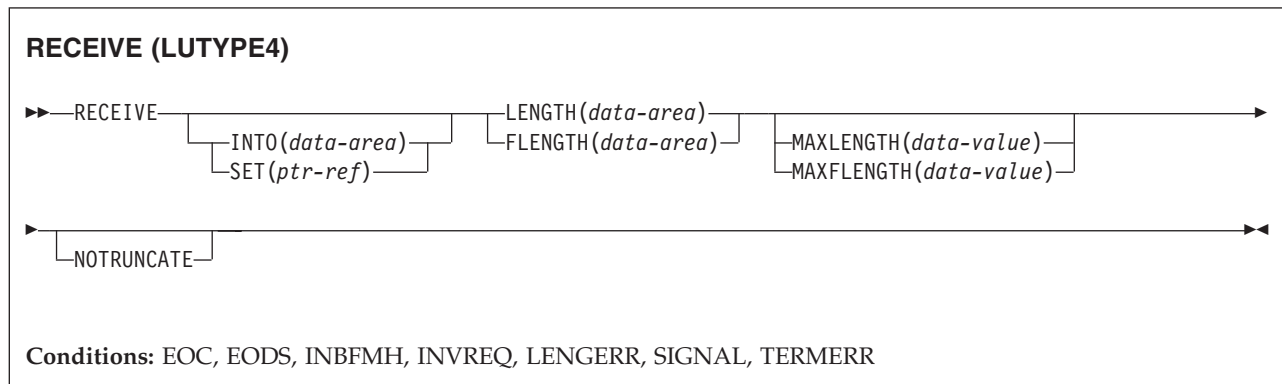 RECEIVE (LUTYPE4)
RECEIVE LENGTH(data-area)
INTO(data-area) FLENGTH(data-area) MAXLENGTH(data-value)
SET(ptr-ref) MAXFLENGTH(data-value)
NOTRUNCATE
Conditions: EOC, EODS, INBFMH, INVREQ, LENGERR, SIGNAL, TERMERR